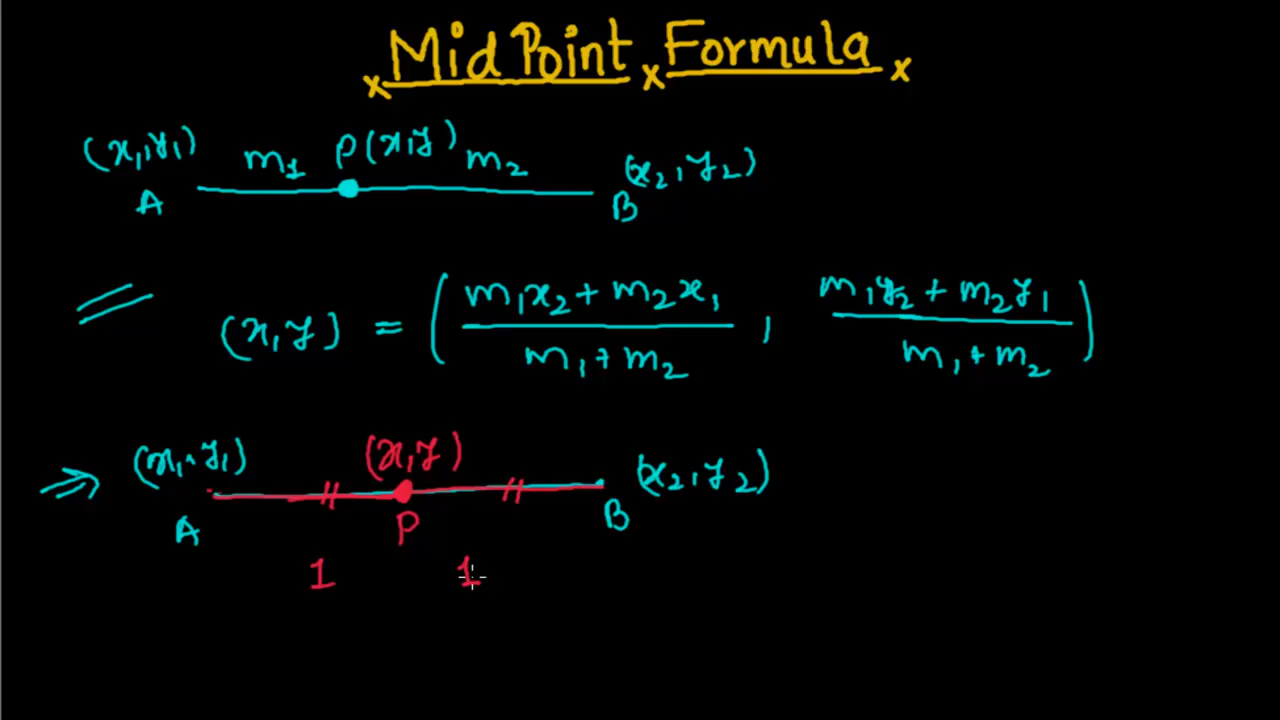 Mid Point Formula
(x₁, y₁) m₁ P(x, y) m₂ (x₂, y₂)
A B
(x, y) = ( (m₁x₂ + m₂x₁) / (m₁ + m₂) , (m₁y₂ + m₂y₁) / (m₁ + m₂) )
⇒ (x₁, y₁) (x, y) (x₂, y₂)
A P B
1 1